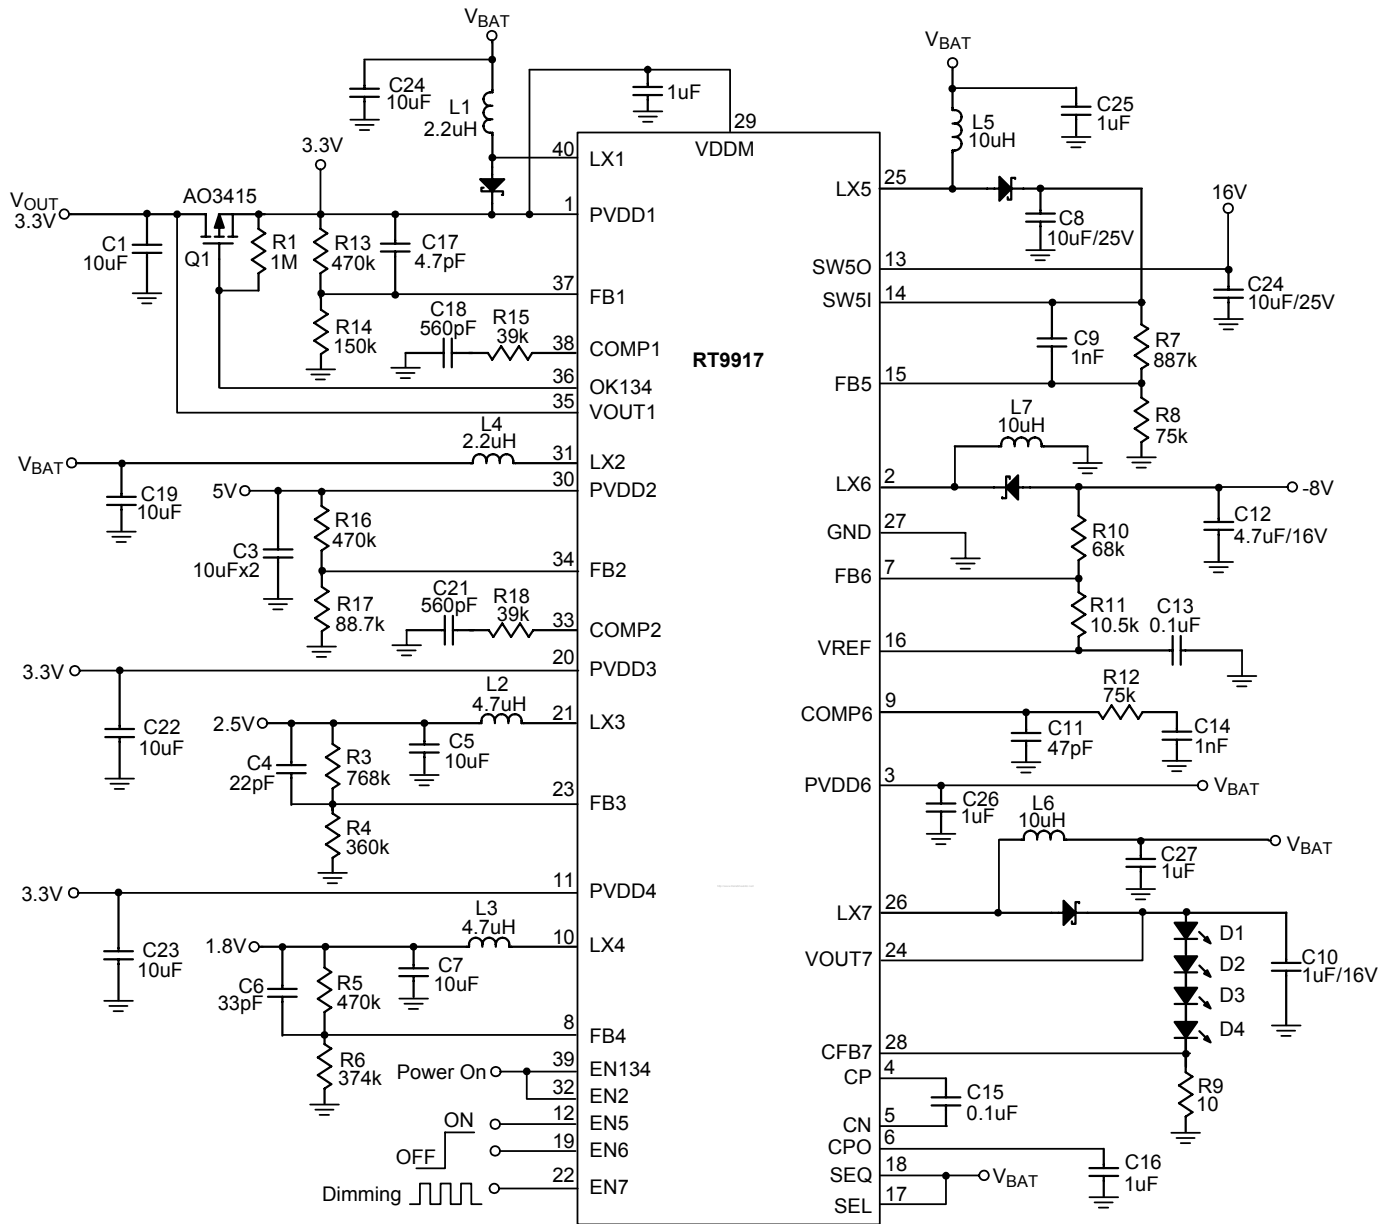 VBAT
C24
10uF
L1
2.2uH
1uF
29
VDDM
3.3V
40
LX1
VOUT
3.3V
AO3415
1
PVDD1
C1
10uF
Q1
R1
1M
R13
470k
C17
4.7pF
37
FB1
R14
150k
C18
560pF
R15
39k
38
COMP1
36
OK134
35
VOUT1
L4
2.2uH
VBAT
31
LX2
C19
10uF
5V
30
PVDD2
R16
470k
C3
10uFx2
34
FB2
R17
88.7k
C21
560pF
R18
39k
33
COMP2
3.3V
20
PVDD3
C22
10uF
L2
4.7uH
2.5V
21
LX3
C4
22pF
R3
768k
C5
10uF
23
FB3
R4
360k
3.3V
11
PVDD4
C23
10uF
L3
4.7uH
1.8V
10
LX4
C6
33pF
R5
470k
C7
10uF
8
FB4
R6
374k
Power On
39
EN134
32
EN2
ON
OFF
12
EN5
19
EN6
Dimming
22
EN7
RT9917
VBAT
C25
1uF
L5
10uH
LX5
25
C8
10uF/25V
16V
SW5O
13
C24
10uF/25V
SW5I
14
C9
1nF
R7
887k
FB5
15
R8
75k
L7
10uH
LX6
2
-8V
C12
4.7uF/16V
GND
27
R10
68k
FB6
7
R11
10.5k
C13
0.1uF
VREF
16
R12
75k
COMP6
9
C11
47pF
C14
1nF
PVDD6
3
VBAT
C26
1uF
L6
10uH
VBAT
C27
1uF
LX7
26
VOUT7
24
D1
D2
D3
D4
C10
1uF/16V
CFB7
28
R9
10
CP
4
C15
0.1uF
CN
5
CPO
6
C16
1uF
SEQ
18
VBAT
SEL
17